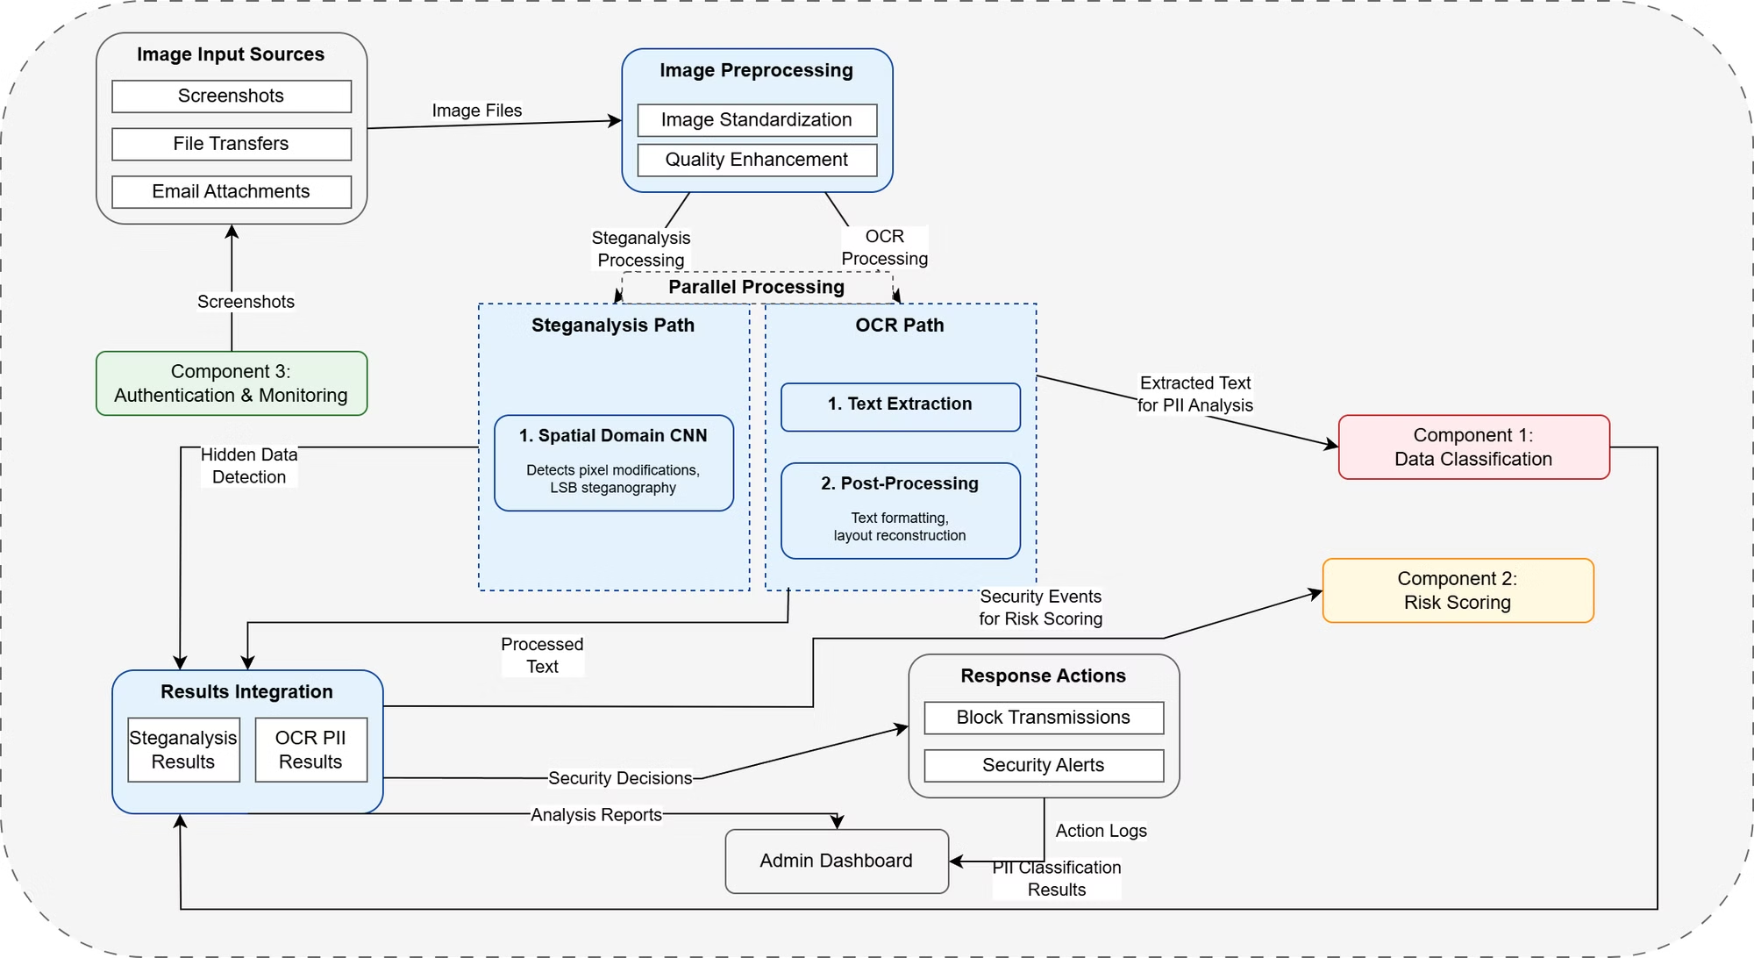 Image Input Sources
Screenshots
File Transfers
Email Attachments
Image Files
Image Preprocessing
Image Standardization
Quality Enhancement
Steganalysis
Processing
OCR
Processing
Parallel Processing
Screenshots
Component 3:
Authentication & Monitoring
Steganalysis Path
1. Spatial Domain CNN
Detects pixel modifications,
LSB steganography
OCR Path
1. Text Extraction
2. Post-Processing
Text formatting,
layout reconstruction
Extracted Text
for PII Analysis
Component 1:
Data Classification
Hidden Data
Detection
Security Events
for Risk Scoring
Component 2:
Risk Scoring
Processed
Text
Results Integration
Steganalysis
Results
OCR PII
Results
Security Decisions
Response Actions
Block Transmissions
Security Alerts
Analysis Reports
Action Logs
Admin Dashboard
PII Classification
Results